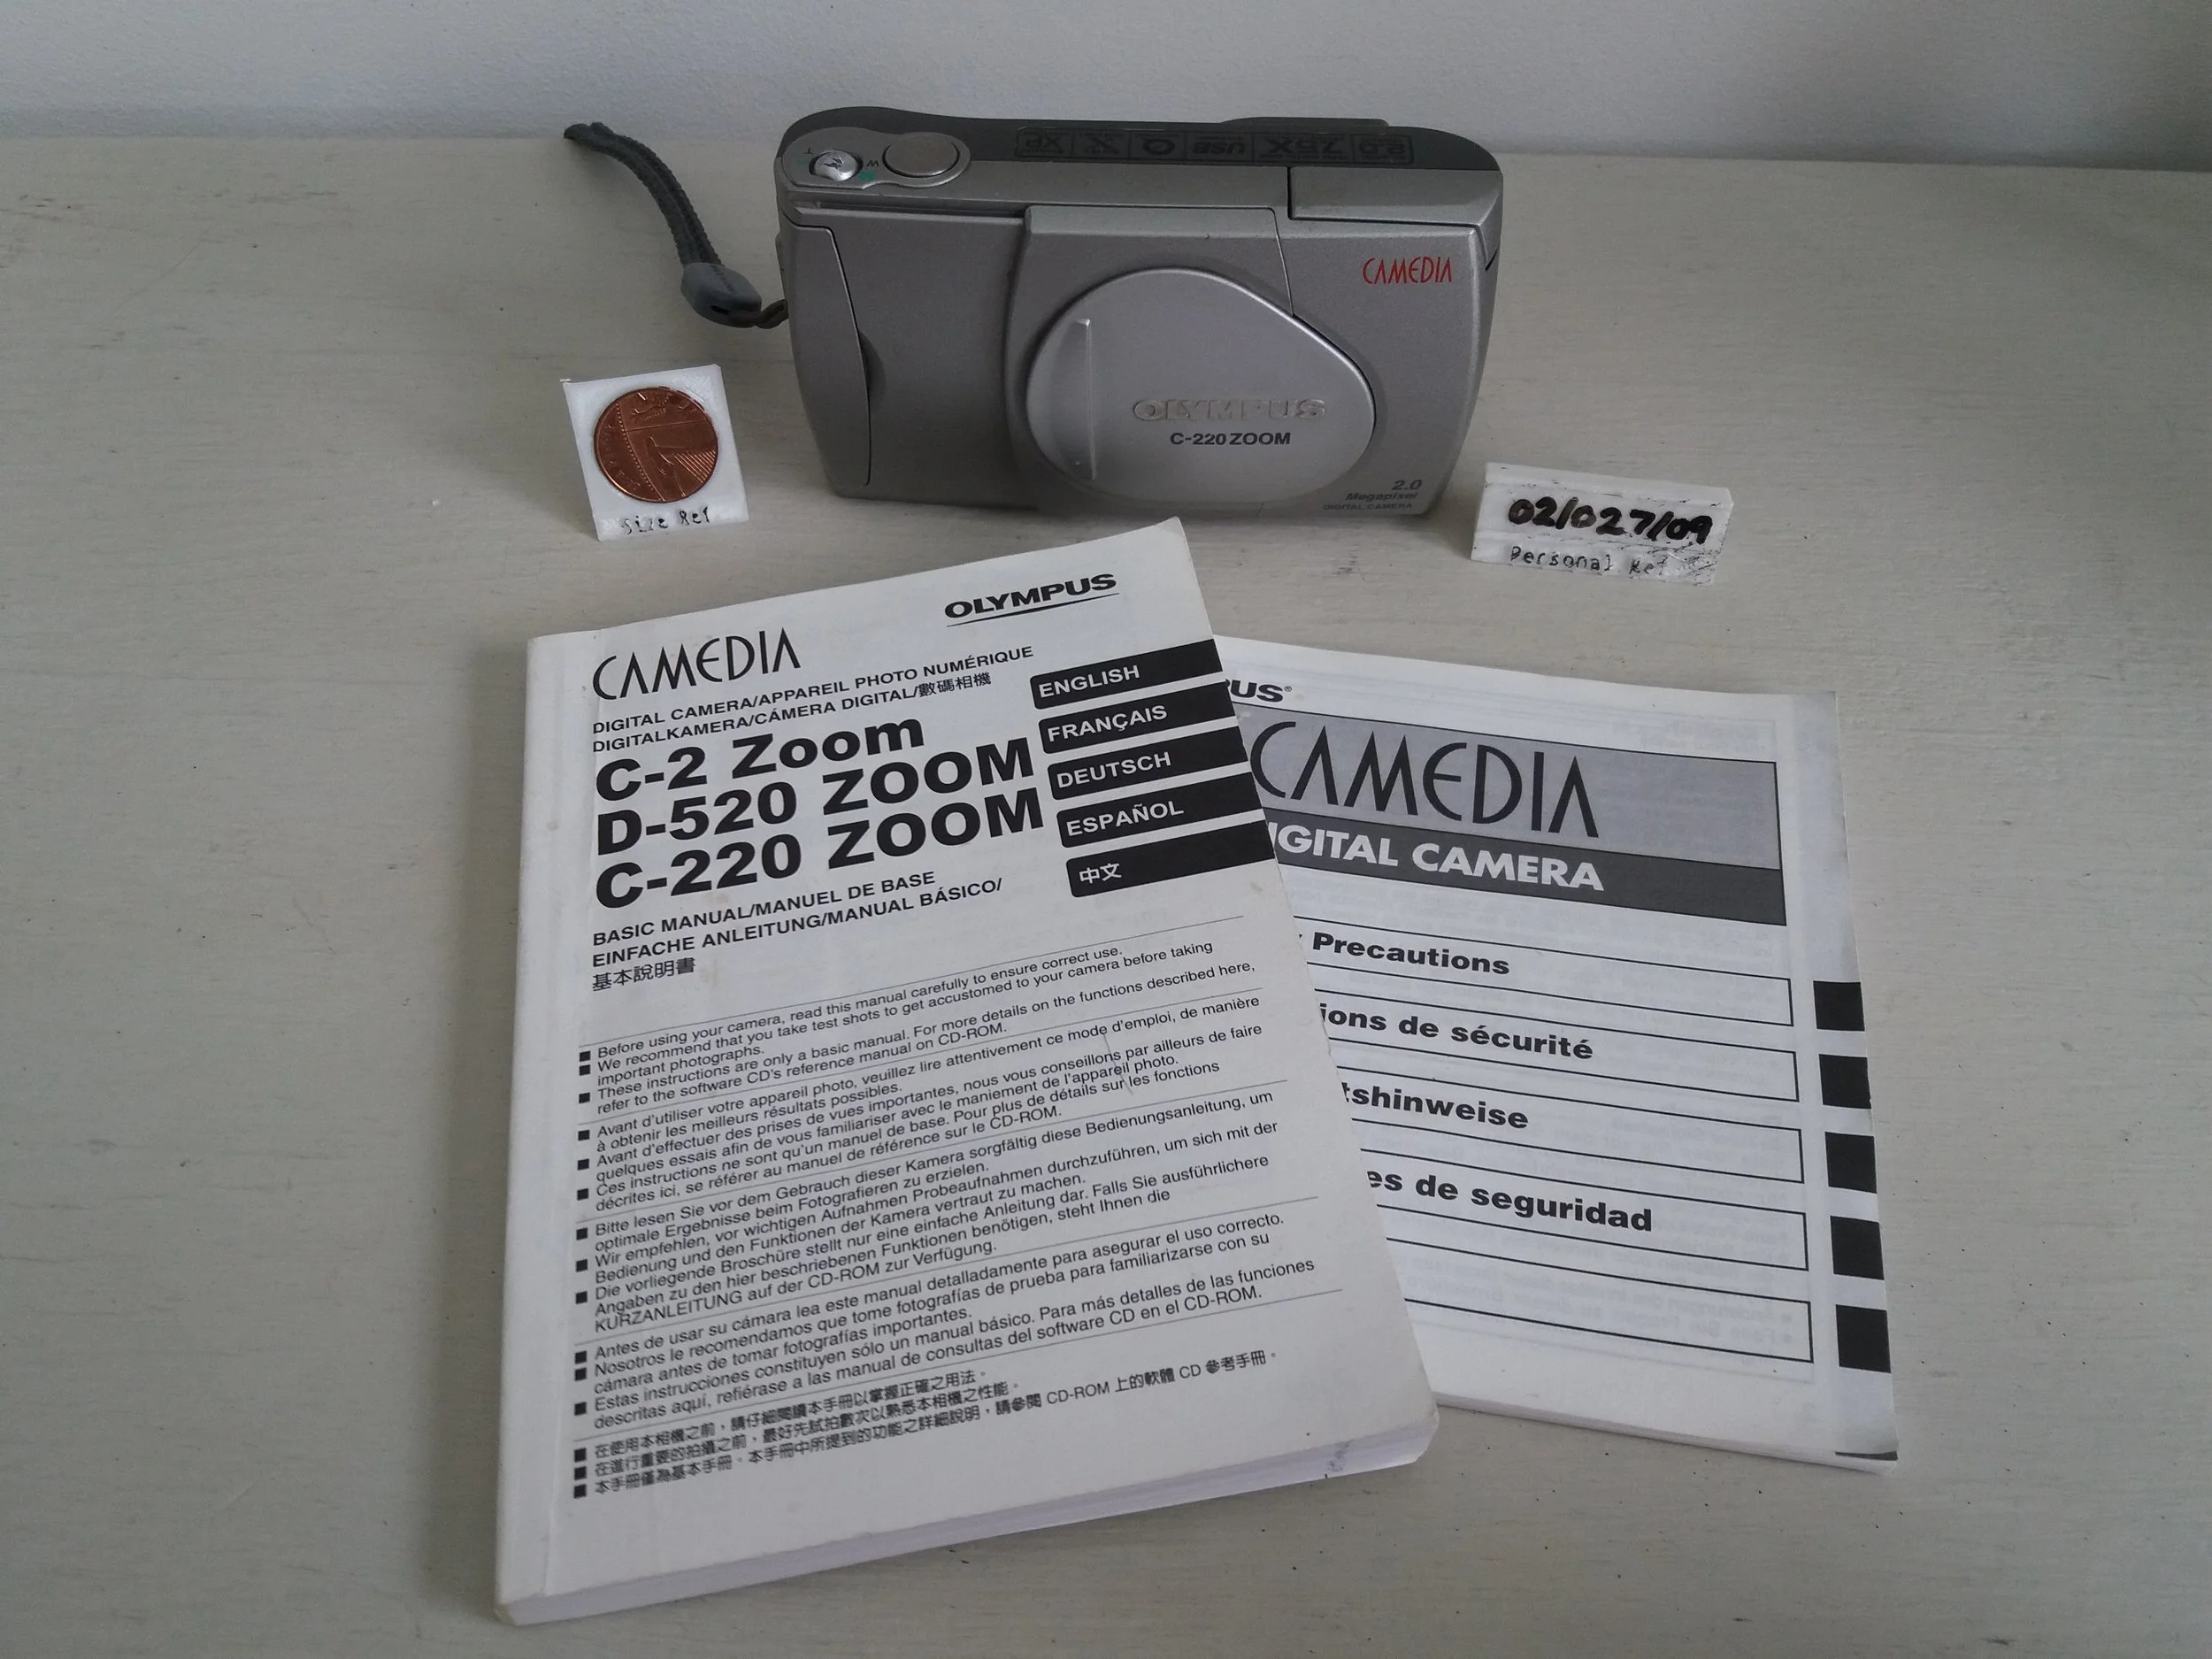 T
W
2.0
7.5X
USB
Q
X
XP
CAMEDIA
OLYMPUS
C-220 ZOOM
2.0
Megapixel
DIGITAL CAMERA
Size Ref
02/027/09
Personal Ref
OLYMPUS
CAMEDIA
DIGITAL CAMERA/APPAREIL PHOTO NUMÉRIQUE
DIGITALKAMERA/CÁMERA DIGITAL/數碼相機
C-2 Zoom
D-520 ZOOM
C-220 ZOOM
BASIC MANUAL/MANUEL DE BASE
EINFACHE ANLEITUNG/MANUAL BÁSICO/
基本說明書
ENGLISH
FRANÇAIS
DEUTSCH
ESPAÑOL
中文
■ Before using your camera, read this manual carefully to ensure correct use.
■ We recommend that you take test shots to get accustomed to your camera before taking
important photographs.
■ These instructions are only a basic manual. For more details on the functions described here,
refer to the software CD's reference manual on CD-ROM.
■ Avant d'utiliser votre appareil photo, veuillez lire attentivement ce mode d'emploi, de manière
à obtenir les meilleurs résultats possibles.
■ Avant d'effectuer des prises de vues importantes, nous vous conseillons par ailleurs de faire
quelques essais afin de vous familiariser avec le maniement de l'appareil photo.
■ Ces instructions ne sont qu'un manuel de base. Pour plus de détails sur les fonctions
décrites ici, se référer au manuel de référence sur le CD-ROM.
■ Bitte lesen Sie vor dem Gebrauch dieser Kamera sorgfältig diese Bedienungsanleitung, um
optimale Ergebnisse beim Fotografieren zu erzielen.
■ Wir empfehlen, vor wichtigen Aufnahmen Probeaufnahmen durchzuführen, um sich mit der
Bedienung und den Funktionen der Kamera vertraut zu machen.
■ Die vorliegende Broschüre stellt nur eine einfache Anleitung dar. Falls Sie ausführlichere
Angaben zu den hier beschriebenen Funktionen benötigen, steht Ihnen die
KURZANLEITUNG auf der CD-ROM zur Verfügung.
■ Antes de usar su cámara lea este manual detalladamente para asegurar el uso correcto.
■ Nosotros le recomendamos que tome fotografías de prueba para familiarizarse con su
cámara antes de tomar fotografías importantes.
■ Estas instrucciones constituyen sólo un manual básico. Para más detalles de las funciones
descritas aquí, refiérase a las manual de consultas del software CD en el CD-ROM.
■ 在使用本相機之前，請仔細閱讀本手冊以掌握正確之用法。
■ 在進行重要的拍攝之前，最好先試拍數次以熟悉本相機之性能。
■ 本手冊僅為基本手冊。本手冊中所提到的功能之詳細說明，請參閱 CD-ROM 上的軟體 CD 參考手冊。
PUS®
CAMEDIA
IGITAL CAMERA
Precautions
ions de sécurité
tshinweise
es de seguridad